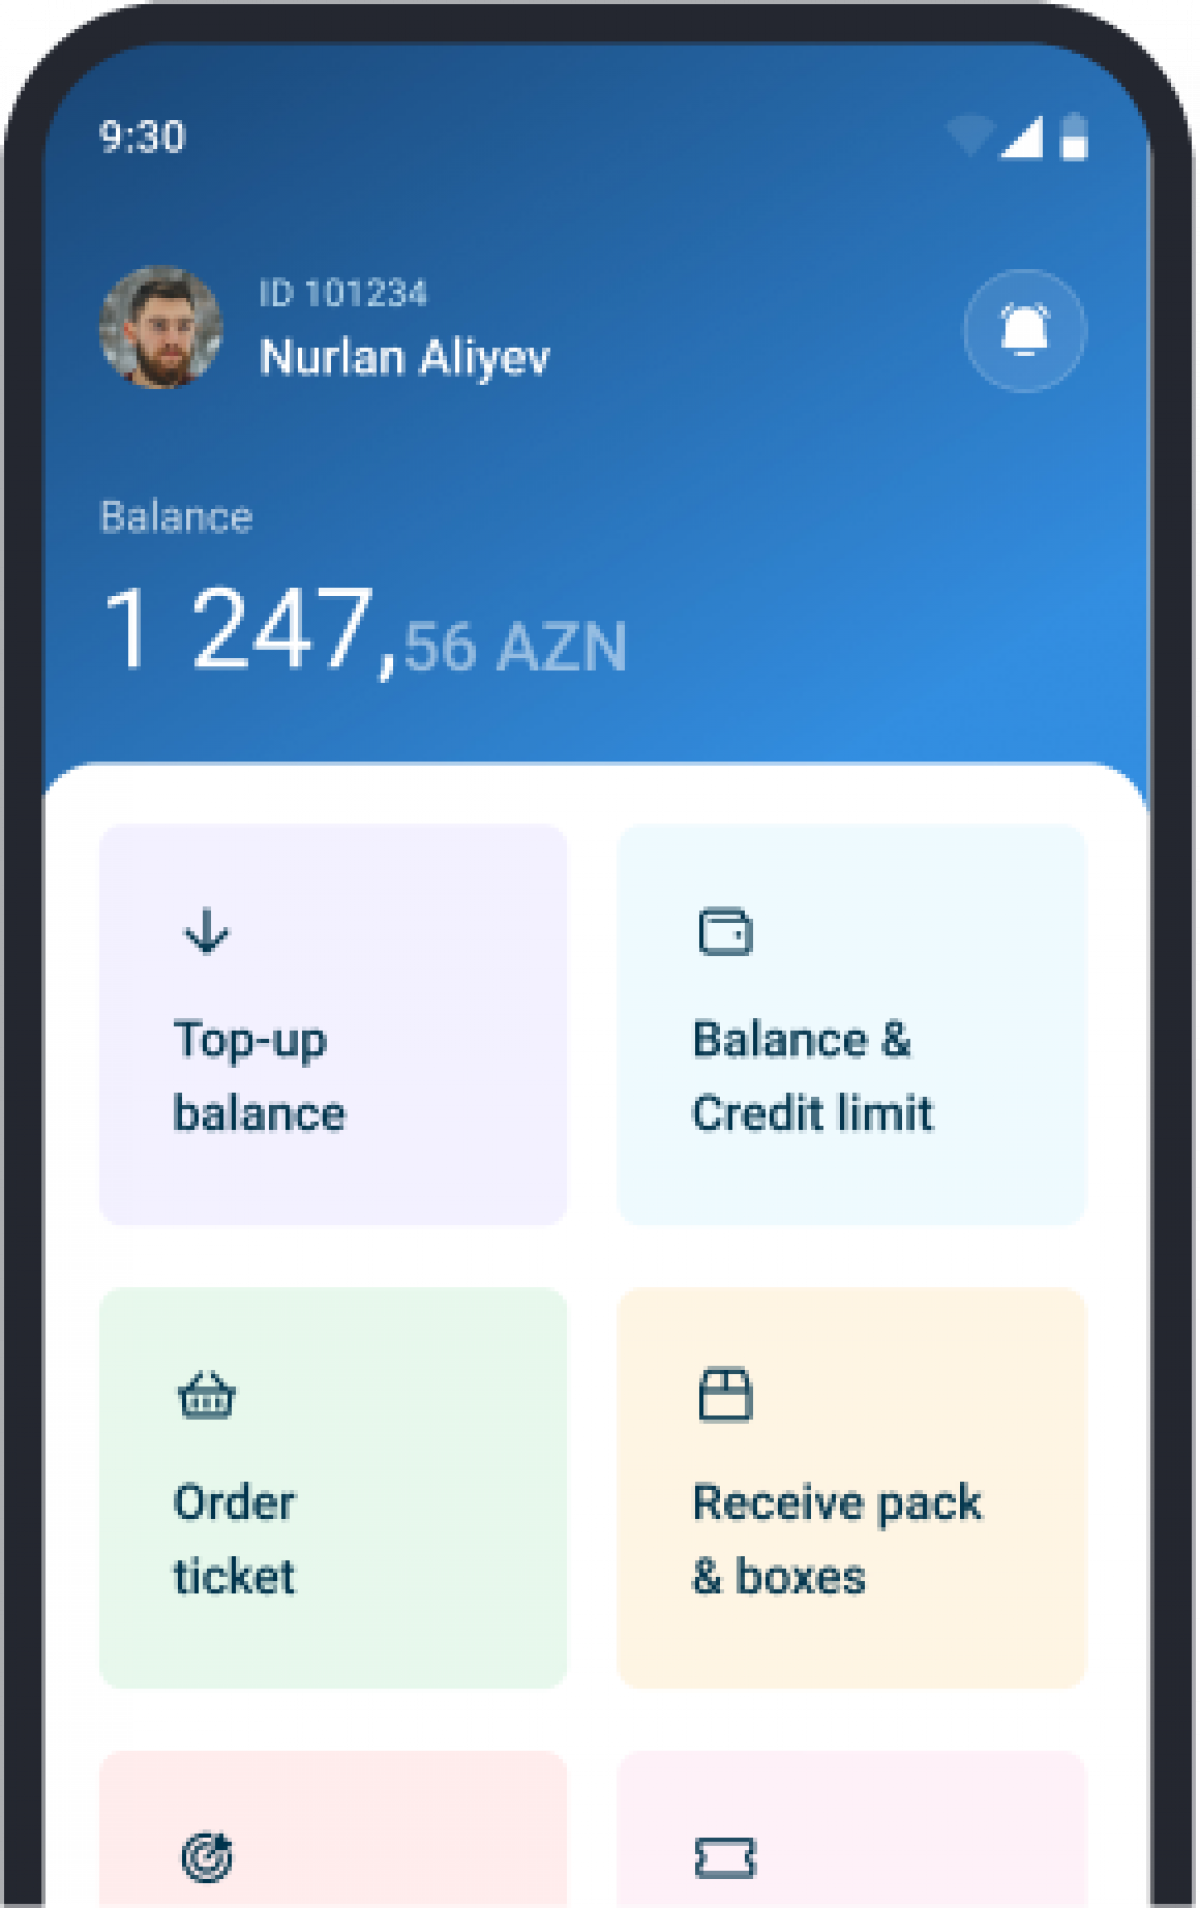 9:30
ID 101234
Nurlan Aliyev
Balance
1 247,56 AZN
Top-up
balance
Balance &
Credit limit
Order
ticket
Receive pack
& boxes